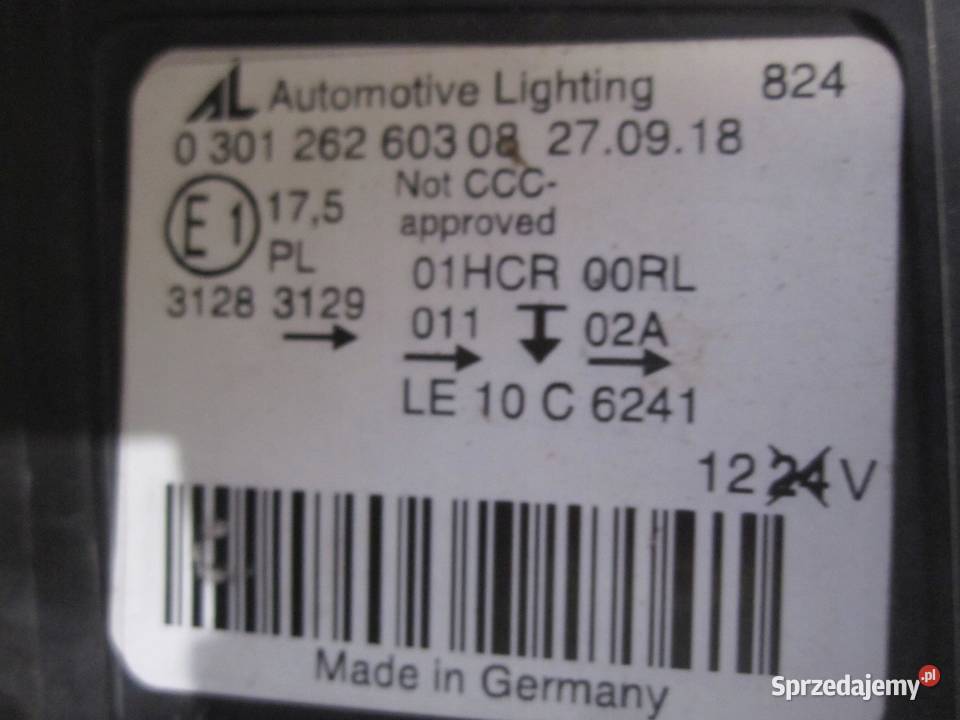 AL Automotive Lighting 824
0 301 262 603 08 27.09.18
E1 17,5 Not CCC-
PL approved
3128 3129 01HCR 00RL
011 02A
LE 10 C 6241
12 24 V
Made in Germany
Sprzedajemy.pl